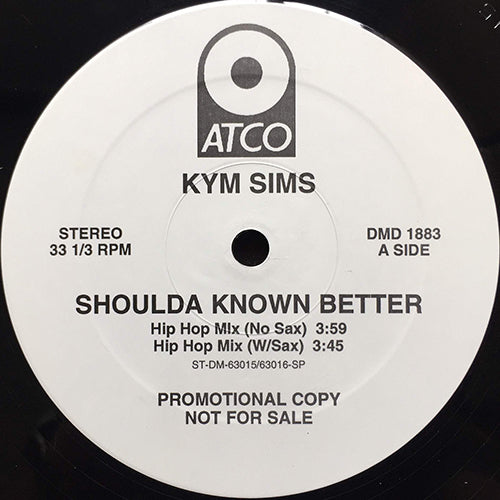 ATCO
KYM SIMS
STEREO
33 1/3 RPM
DMD 1883
A SIDE
SHOULDA KNOWN BETTER
Hip Hop MIx (No Sax) 3:59
Hip Hop Mix (W/Sax) 3:45
ST-DM-63015/63016-SP
PROMOTIONAL COPY
NOT FOR SALE